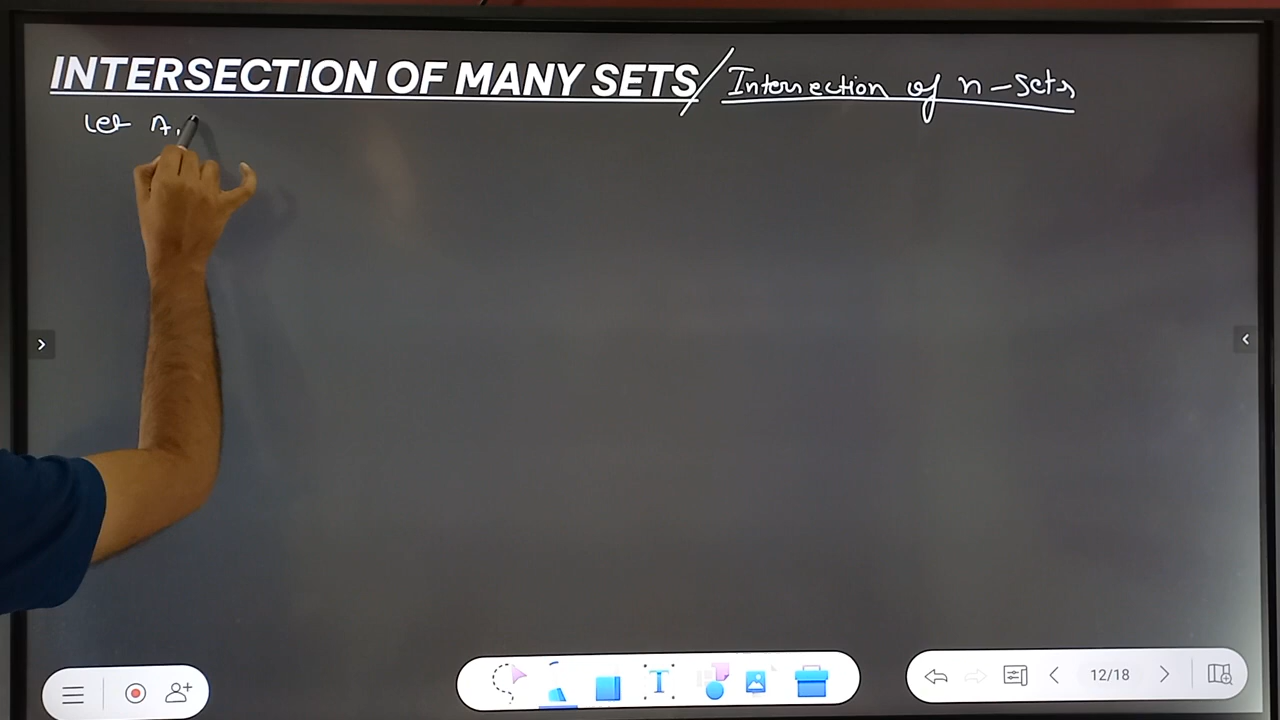 INTERSECTION OF MANY SETS / Intersection of n-sets
Let A,
T
12/18